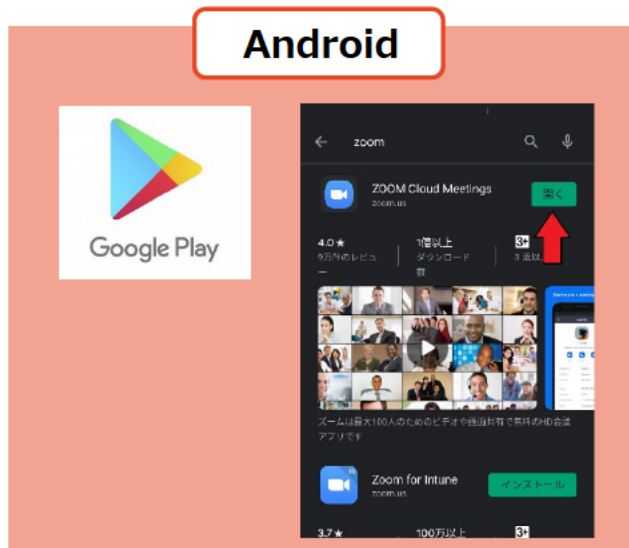 Android
Google Play
zoom
ZOOM Cloud Meetings
開く
zoom.us
4.0★
1億以上
3+
9万件のレビュ
ー
ダウンロード
数
3 歳以
ズームは最大100人のためのビデオや画面共有で無料のHD会議
アプリです
Zoom for Intune
インストール
zoom.us
3.7★
100万以上
3+